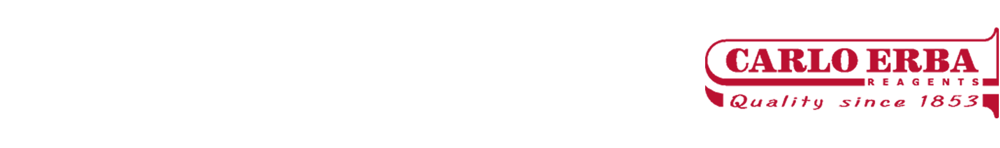 CARLO ERBA
REAGENTS
Quality since 1853